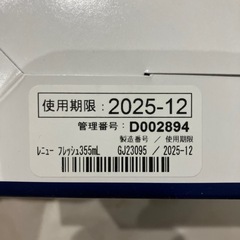 使用期限：2025-12
管理番号：D002894
製造番号 ／ 使用期限
ﾚﾆｭｰ ﾌﾚｯｼｭ355mL GJ23095 ／ 2025-12